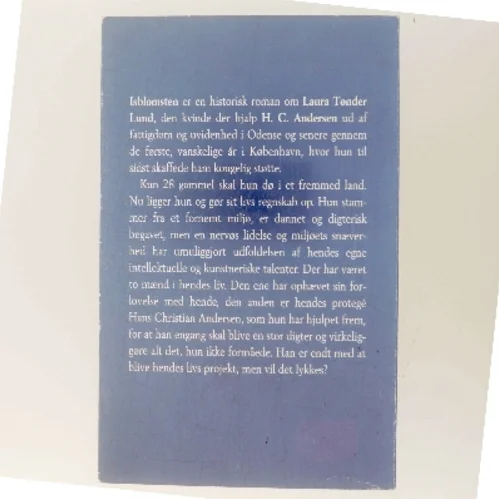 Isblomsten er en historisk roman om Laura Tønder
Lund, den kvinde der hjalp H. C. Andersen ud af
fattigdom og uvidenhed i Odense og senere gennem
de første, vanskelige år i København, hvor hun til
sidst skaffede ham kongelig støtte.
Kun 28 gammel skal hun dø i et fremmed land.
Nu ligger hun og gør sit livs regnskab op. Hun stam-
mer fra et fornemt miljø, er dannet og digterisk
begavet, men en nervøs lidelse og miljøets snæver-
hed har umuliggjort udfoldelsen af hendes egne
intellektuelle og kunstneriske talenter. Der har været
to mænd i hendes liv. Den ene har ophævet sin for-
lovelse med hende, den anden er hendes protegé
Hans Christian Andersen, som hun har hjulpet frem,
for at han engang skal blive en stor digter og virkelig-
gøre alt det, hun ikke formåede. Han er endt med at
blive hendes livs projekt, men vil det lykkes?